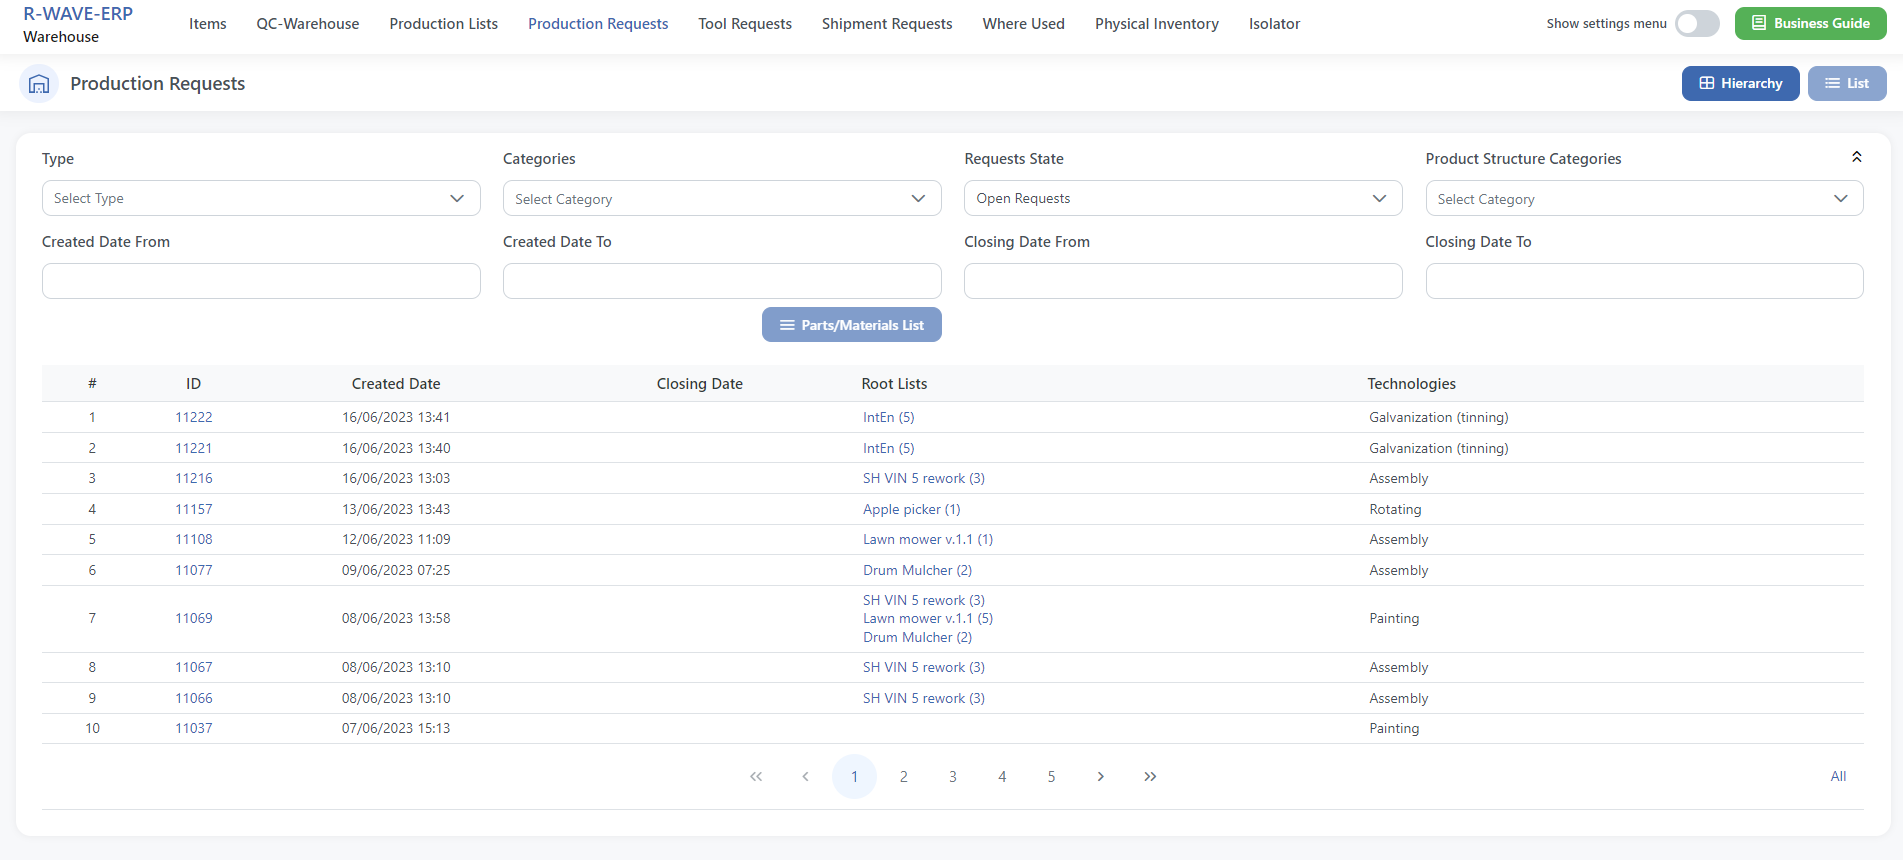 R-WAVE-ERP
Warehouse
Items QC-Warehouse Production Lists Production Requests Tool Requests Shipment Requests Where Used Physical Inventory Isolator
Show settings menu
Business Guide
Production Requests
Hierarchy
List
Type Categories Requests State Product Structure Categories
Select Type Select Category Open Requests Select Category
Created Date From Created Date To Closing Date From Closing Date To
Parts/Materials List
# ID Created Date Closing Date Root Lists Technologies
1 11222 16/06/2023 13:41 IntEn (5) Galvanization (tinning)
2 11221 16/06/2023 13:40 IntEn (5) Galvanization (tinning)
3 11216 16/06/2023 13:03 SH VIN 5 rework (3) Assembly
4 11157 13/06/2023 13:43 Apple picker (1) Rotating
5 11108 12/06/2023 11:09 Lawn mower v.1.1 (1) Assembly
6 11077 09/06/2023 07:25 Drum Mulcher (2) Assembly
SH VIN 5 rework (3)
7 11069 08/06/2023 13:58 Lawn mower v.1.1 (5) Painting
Drum Mulcher (2)
8 11067 08/06/2023 13:10 SH VIN 5 rework (3) Assembly
9 11066 08/06/2023 13:10 SH VIN 5 rework (3) Assembly
10 11037 07/06/2023 15:13 Painting
1 2 3 4 5 All